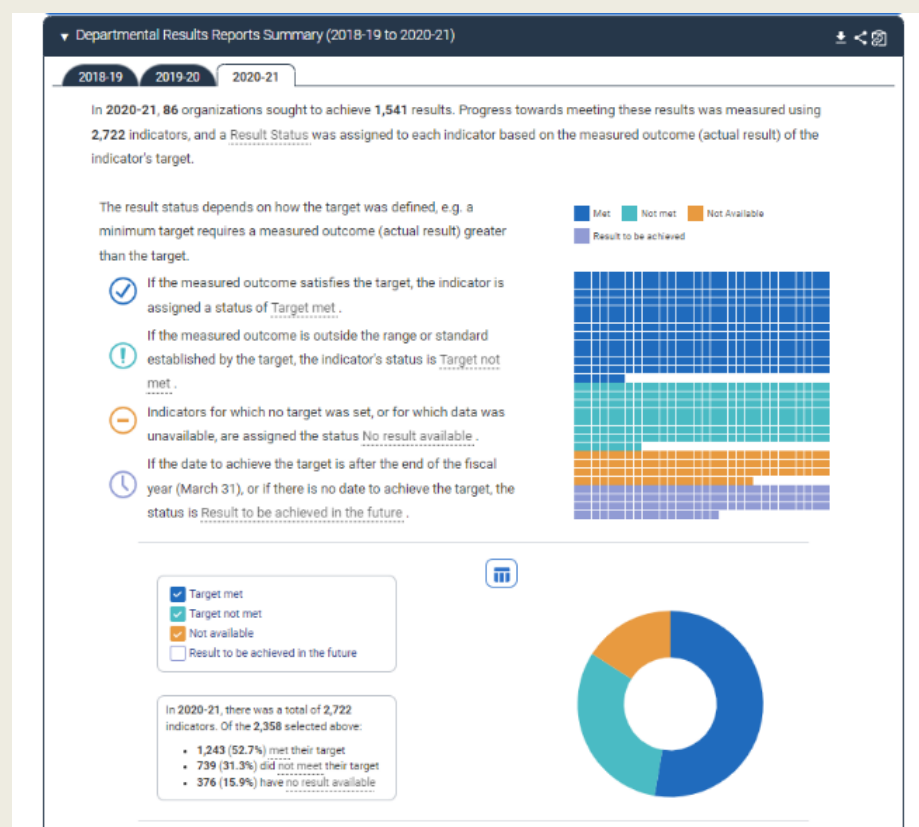 Departmental Results Reports Summary (2018-19 to 2020-21)
2018-19 2019-20 2020-21
In 2020-21, 86 organizations sought to achieve 1,541 results. Progress towards meeting these results was measured using
2,722 indicators, and a Result Status was assigned to each indicator based on the measured outcome (actual result) of the
indicator's target.
The result status depends on how the target was defined, e.g. a
minimum target requires a measured outcome (actual result) greater
than the target.
If the measured outcome satisfies the target, the indicator is
assigned a status of Target met .
If the measured outcome is outside the range or standard
established by the target, the indicator's status is Target not
met .
Indicators for which no target was set, or for which data was
unavailable, are assigned the status No result available .
If the date to achieve the target is after the end of the fiscal
year (March 31), or if there is no date to achieve the target, the
status is Result to be achieved in the future .
Met Not met Not Available
Result to be achieved
Target met
Target not met
Not available
Result to be achieved in the future
In 2020-21, there was a total of 2,722
indicators. Of the 2,358 selected above:
• 1,243 (52.7%) met their target
• 739 (31.3%) did not meet their target
• 376 (15.9%) have no result available